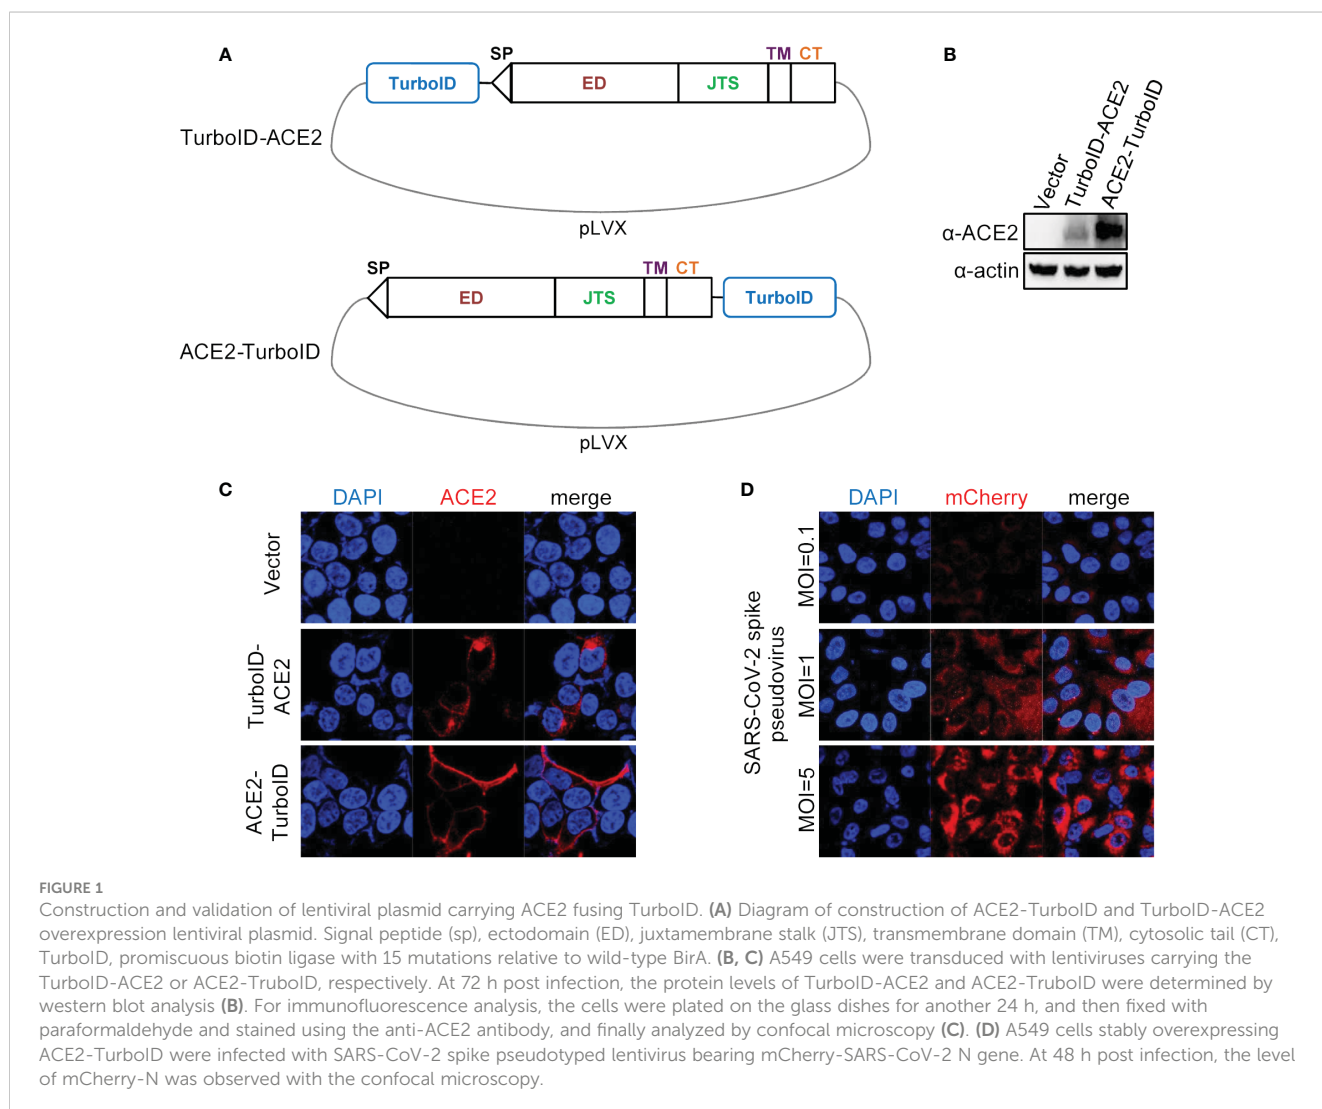 A
SP
TM CT
TurboID
ED
JTS
TurboID-ACE2
pLVX
SP
TM CT
ED
JTS
TurboID
ACE2-TurboID
pLVX
B
Vector
TurboID-ACE2
ACE2-TurboID
α-ACE2
α-actin
C
DAPI
ACE2
merge
Vector
TurboID-
ACE2
ACE2-
TurboID
D
DAPI
mCherry
merge
SARS-CoV-2 spike
pseudovirus
MOI=0.1
MOI=1
MOI=5
FIGURE 1
Construction and validation of lentiviral plasmid carrying ACE2 fusing TurboID. (A) Diagram of construction of ACE2-TurboID and TurboID-ACE2
overexpression lentiviral plasmid. Signal peptide (sp), ectodomain (ED), juxtamembrane stalk (JTS), transmembrane domain (TM), cytosolic tail (CT),
TurboID, promiscuous biotin ligase with 15 mutations relative to wild-type BirA. (B, C) A549 cells were transduced with lentiviruses carrying the
TurboID-ACE2 or ACE2-TruboID, respectively. At 72 h post infection, the protein levels of TurboID-ACE2 and ACE2-TruboID were determined by
western blot analysis (B). For immunofluorescence analysis, the cells were plated on the glass dishes for another 24 h, and then fixed with
paraformaldehyde and stained using the anti-ACE2 antibody, and finally analyzed by confocal microscopy (C). (D) A549 cells stably overexpressing
ACE2-TurboID were infected with SARS-CoV-2 spike pseudotyped lentivirus bearing mCherry-SARS-CoV-2 N gene. At 48 h post infection, the level
of mCherry-N was observed with the confocal microscopy.